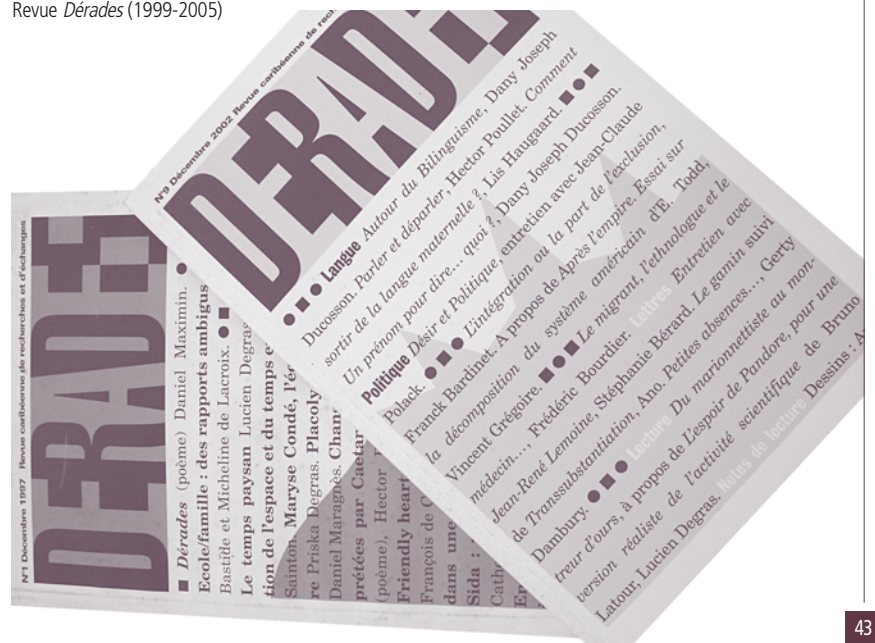 Revue Dérades (1999-2005)
N°9 Décembre 2002 Revue caribéenne de rec
DERADES
■ ● Langue Autour du Bilinguisme, Dany Joseph
Ducosson. Parler et déparler, Hector Poullet. Comment
sortir de la langue maternelle ?, Lis Haugaard. ■ ● ■
Un prénom pour dire... quoi ?, Dany Joseph Ducosson.
Politique Désir et Politique, entretien avec Jean-Claude
Polack. ● ■ ● L'intégration ou la part de l'exclusion,
Franck Bardinet. A propos de Après l'empire. Essai sur
la décomposition du système américain d'E. Todd,
Vincent Grégoire. ■ ● ■ Le migrant, l'ethnologue et le
médecin..., Frédéric Bourdier. Lettres Entretien avec
Jean-René Lemoine, Stéphanie Bérard. Le gamin suivi
de Transsubstantiation, Ano. Petites absences..., Gerty
Dambury. ● ■ ● Lecture Du marionnettiste au mon-
treur d'ours, à propos de L'espoir de Pandore, pour une
version réaliste de l'activité scientifique de Bruno
Latour, Lucien Degras. Notes de lecture Dessins : A
N°1 Décembre 1997 Revue caribéenne de recherches et d'échanges
DERADES
■ Dérades (poème) Daniel Maximin. ●
Ecole/famille : des rapports ambigus
Bastide et Micheline de Lacroix. ● ■
Le temps paysan Lucien Degras
tion de l'espace et du temps e
Sainton. Maryse Condé, l'ér
re Priska Degras. Placoly
Daniel Maragnès. Chan
prétées par Caetan
(poème), Hector
Friendly heart
François de C
dans une
Sida :
Cath
En
43